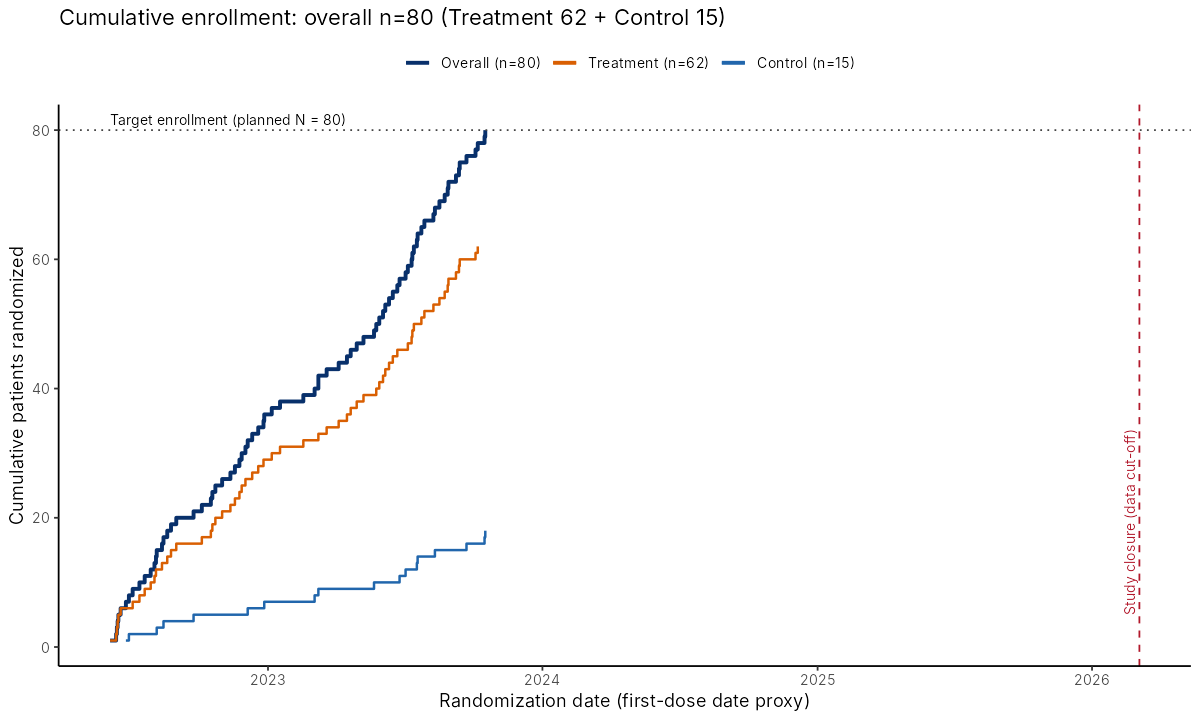 Cumulative enrollment: overall n=80 (Treatment 62 + Control 15)
Overall (n=80) Treatment (n=62) Control (n=15)
Target enrollment (planned N = 80)
80
60
40
20
0
Cumulative patients randomized
Study closure (data cut-off)
2023 2024 2025 2026
Randomization date (first-dose date proxy)